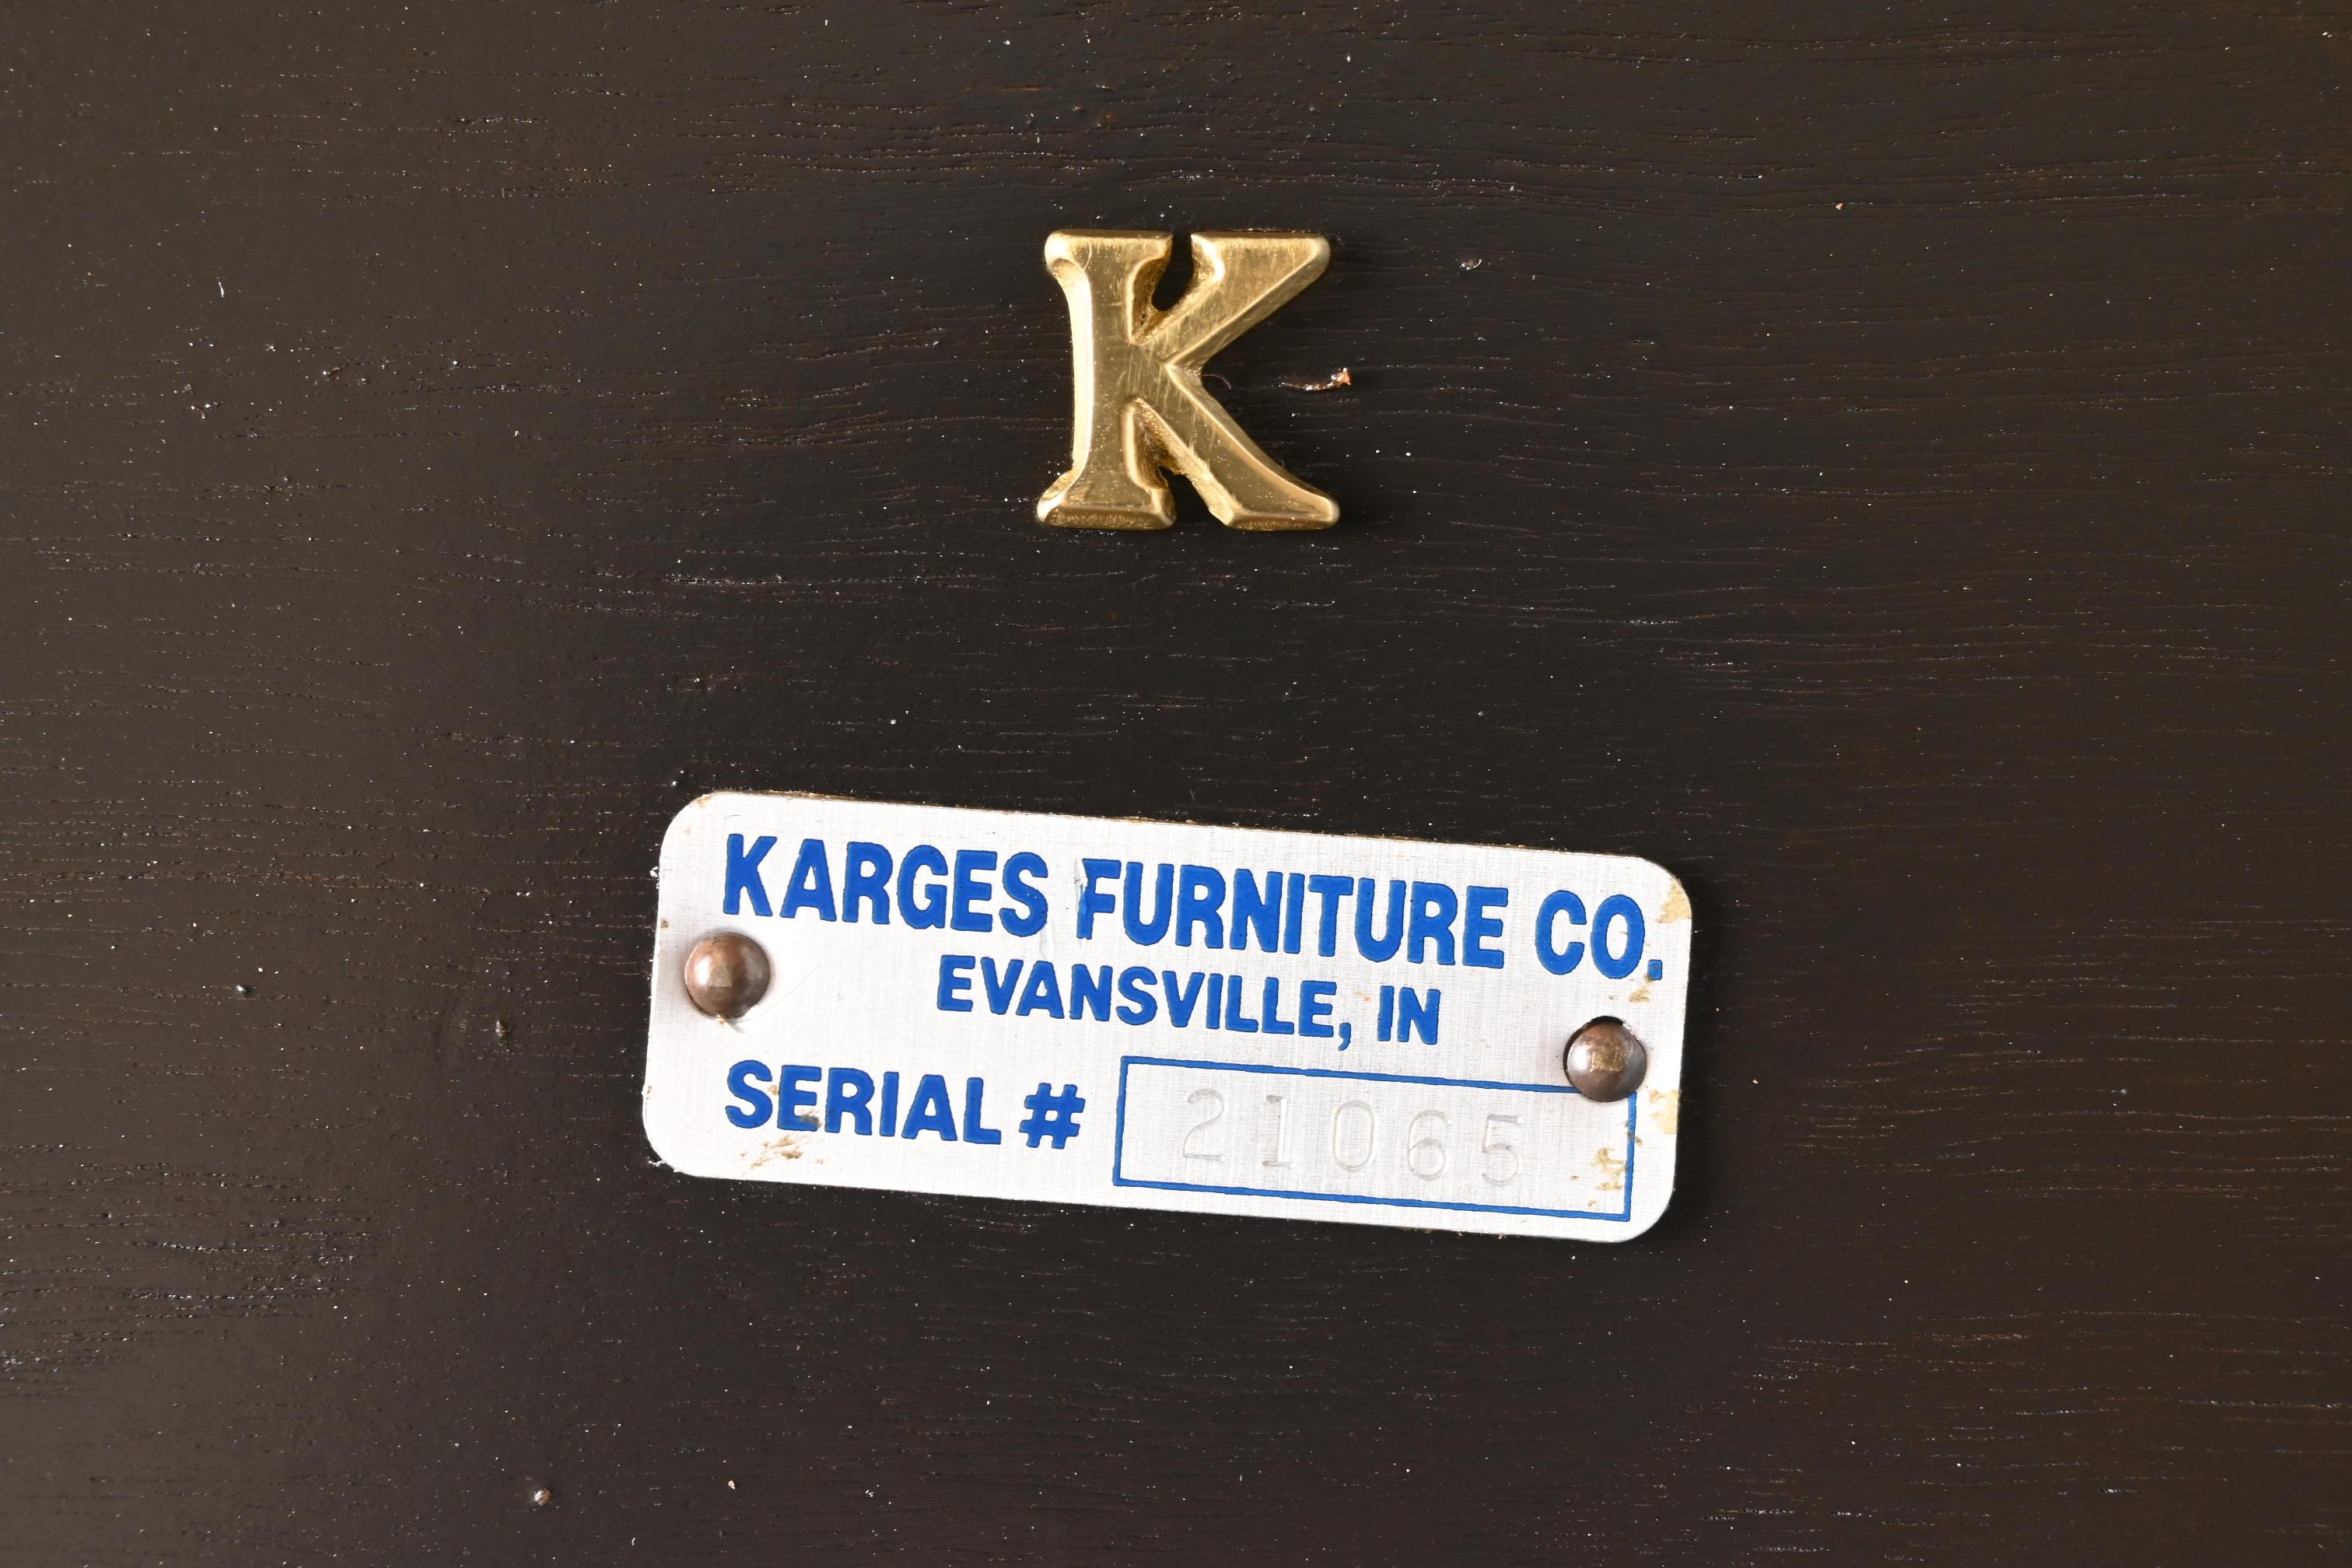 K
KARGES FURNITURE CO.
EVANSVILLE, IN
SERIAL # 21065